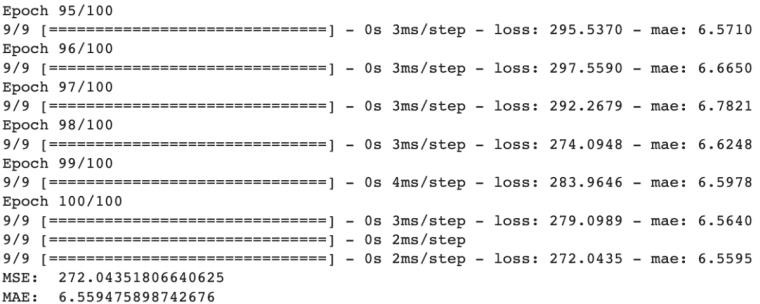 Epoch 95/100
9/9 [==============================] - 0s 3ms/step - loss: 295.5370 - mae: 6.5710
Epoch 96/100
9/9 [==============================] - 0s 3ms/step - loss: 297.5590 - mae: 6.6650
Epoch 97/100
9/9 [==============================] - 0s 3ms/step - loss: 292.2679 - mae: 6.7821
Epoch 98/100
9/9 [==============================] - 0s 3ms/step - loss: 274.0948 - mae: 6.6248
Epoch 99/100
9/9 [==============================] - 0s 4ms/step - loss: 283.9646 - mae: 6.5978
Epoch 100/100
9/9 [==============================] - 0s 3ms/step - loss: 279.0989 - mae: 6.5640
9/9 [==============================] - 0s 2ms/step
9/9 [==============================] - 0s 2ms/step - loss: 272.0435 - mae: 6.5595
MSE:  272.04351806640625
MAE:  6.559475898742676